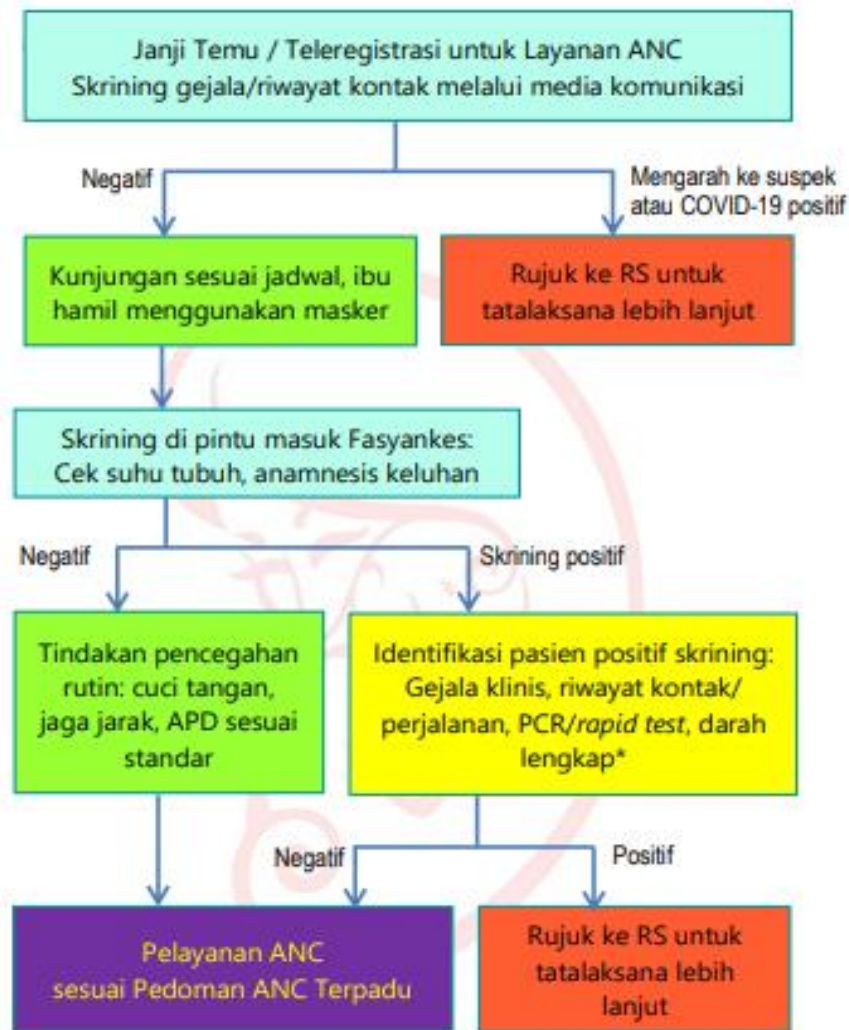 Janji Temu / Teleregistrasi untuk Layanan ANC
Skrining gejala/riwayat kontak melalui media komunikasi
Negatif
Mengarah ke suspek
atau COVID-19 positif
Kunjungan sesuai jadwal, ibu
hamil menggunakan masker
Rujuk ke RS untuk
tatalaksana lebih lanjut
Skrining di pintu masuk Fasyankes:
Cek suhu tubuh, anamnesis keluhan
Negatif
Skrining positif
Tindakan pencegahan
rutin: cuci tangan,
jaga jarak, APD sesuai
standar
Identifikasi pasien positif skrining:
Gejala klinis, riwayat kontak/
perjalanan, PCR/rapid test, darah
lengkap*
Negatif
Positif
Pelayanan ANC
sesuai Pedoman ANC Terpadu
Rujuk ke RS untuk
tatalaksana lebih
lanjut